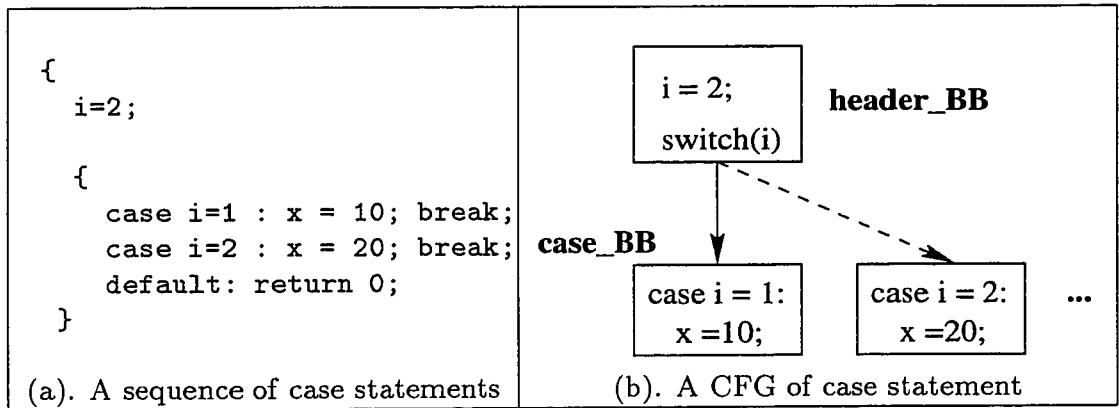 {
i=2;
{
case i=1 : x = 10; break;
case i=2 : x = 20; break;
default: return 0;
}
(a). A sequence of case statements
i = 2;
switch(i)
header_BB
case_BB
case i = 1:
x =10;
case i = 2:
x =20;
...
(b). A CFG of case statement